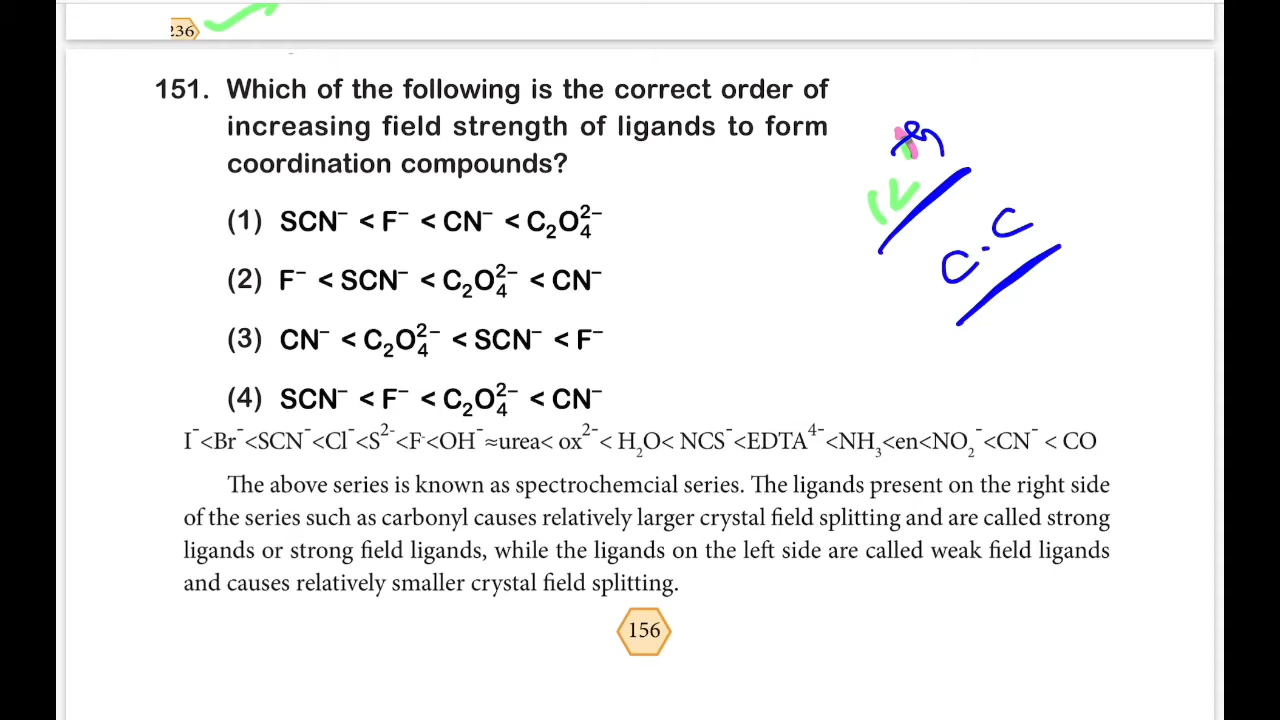 236
151. Which of the following is the correct order of
increasing field strength of ligands to form
coordination compounds?
(1) SCN⁻ < F⁻ < CN⁻ < C₂O₄²⁻
(2) F⁻ < SCN⁻ < C₂O₄²⁻ < CN⁻
(3) CN⁻ < C₂O₄²⁻ < SCN⁻ < F⁻
(4) SCN⁻ < F⁻ < C₂O₄²⁻ < CN⁻
12
C.C
I⁻<Br⁻<SCN⁻<Cl⁻<S²⁻<F⁻<OH⁻≈urea< ox²⁻< H₂O< NCS⁻<EDTA⁴⁻<NH₃<en<NO₂⁻<CN⁻ < CO
The above series is known as spectrochemcial series. The ligands present on the right side
of the series such as carbonyl causes relatively larger crystal field splitting and are called strong
ligands or strong field ligands, while the ligands on the left side are called weak field ligands
and causes relatively smaller crystal field splitting.
156